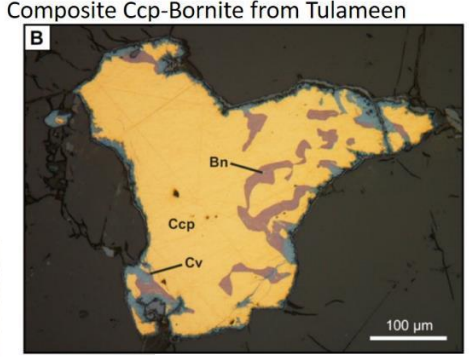 Composite Ccp-Bornite from Tulameen
B
Bn
Ccp
Cv
100 µm